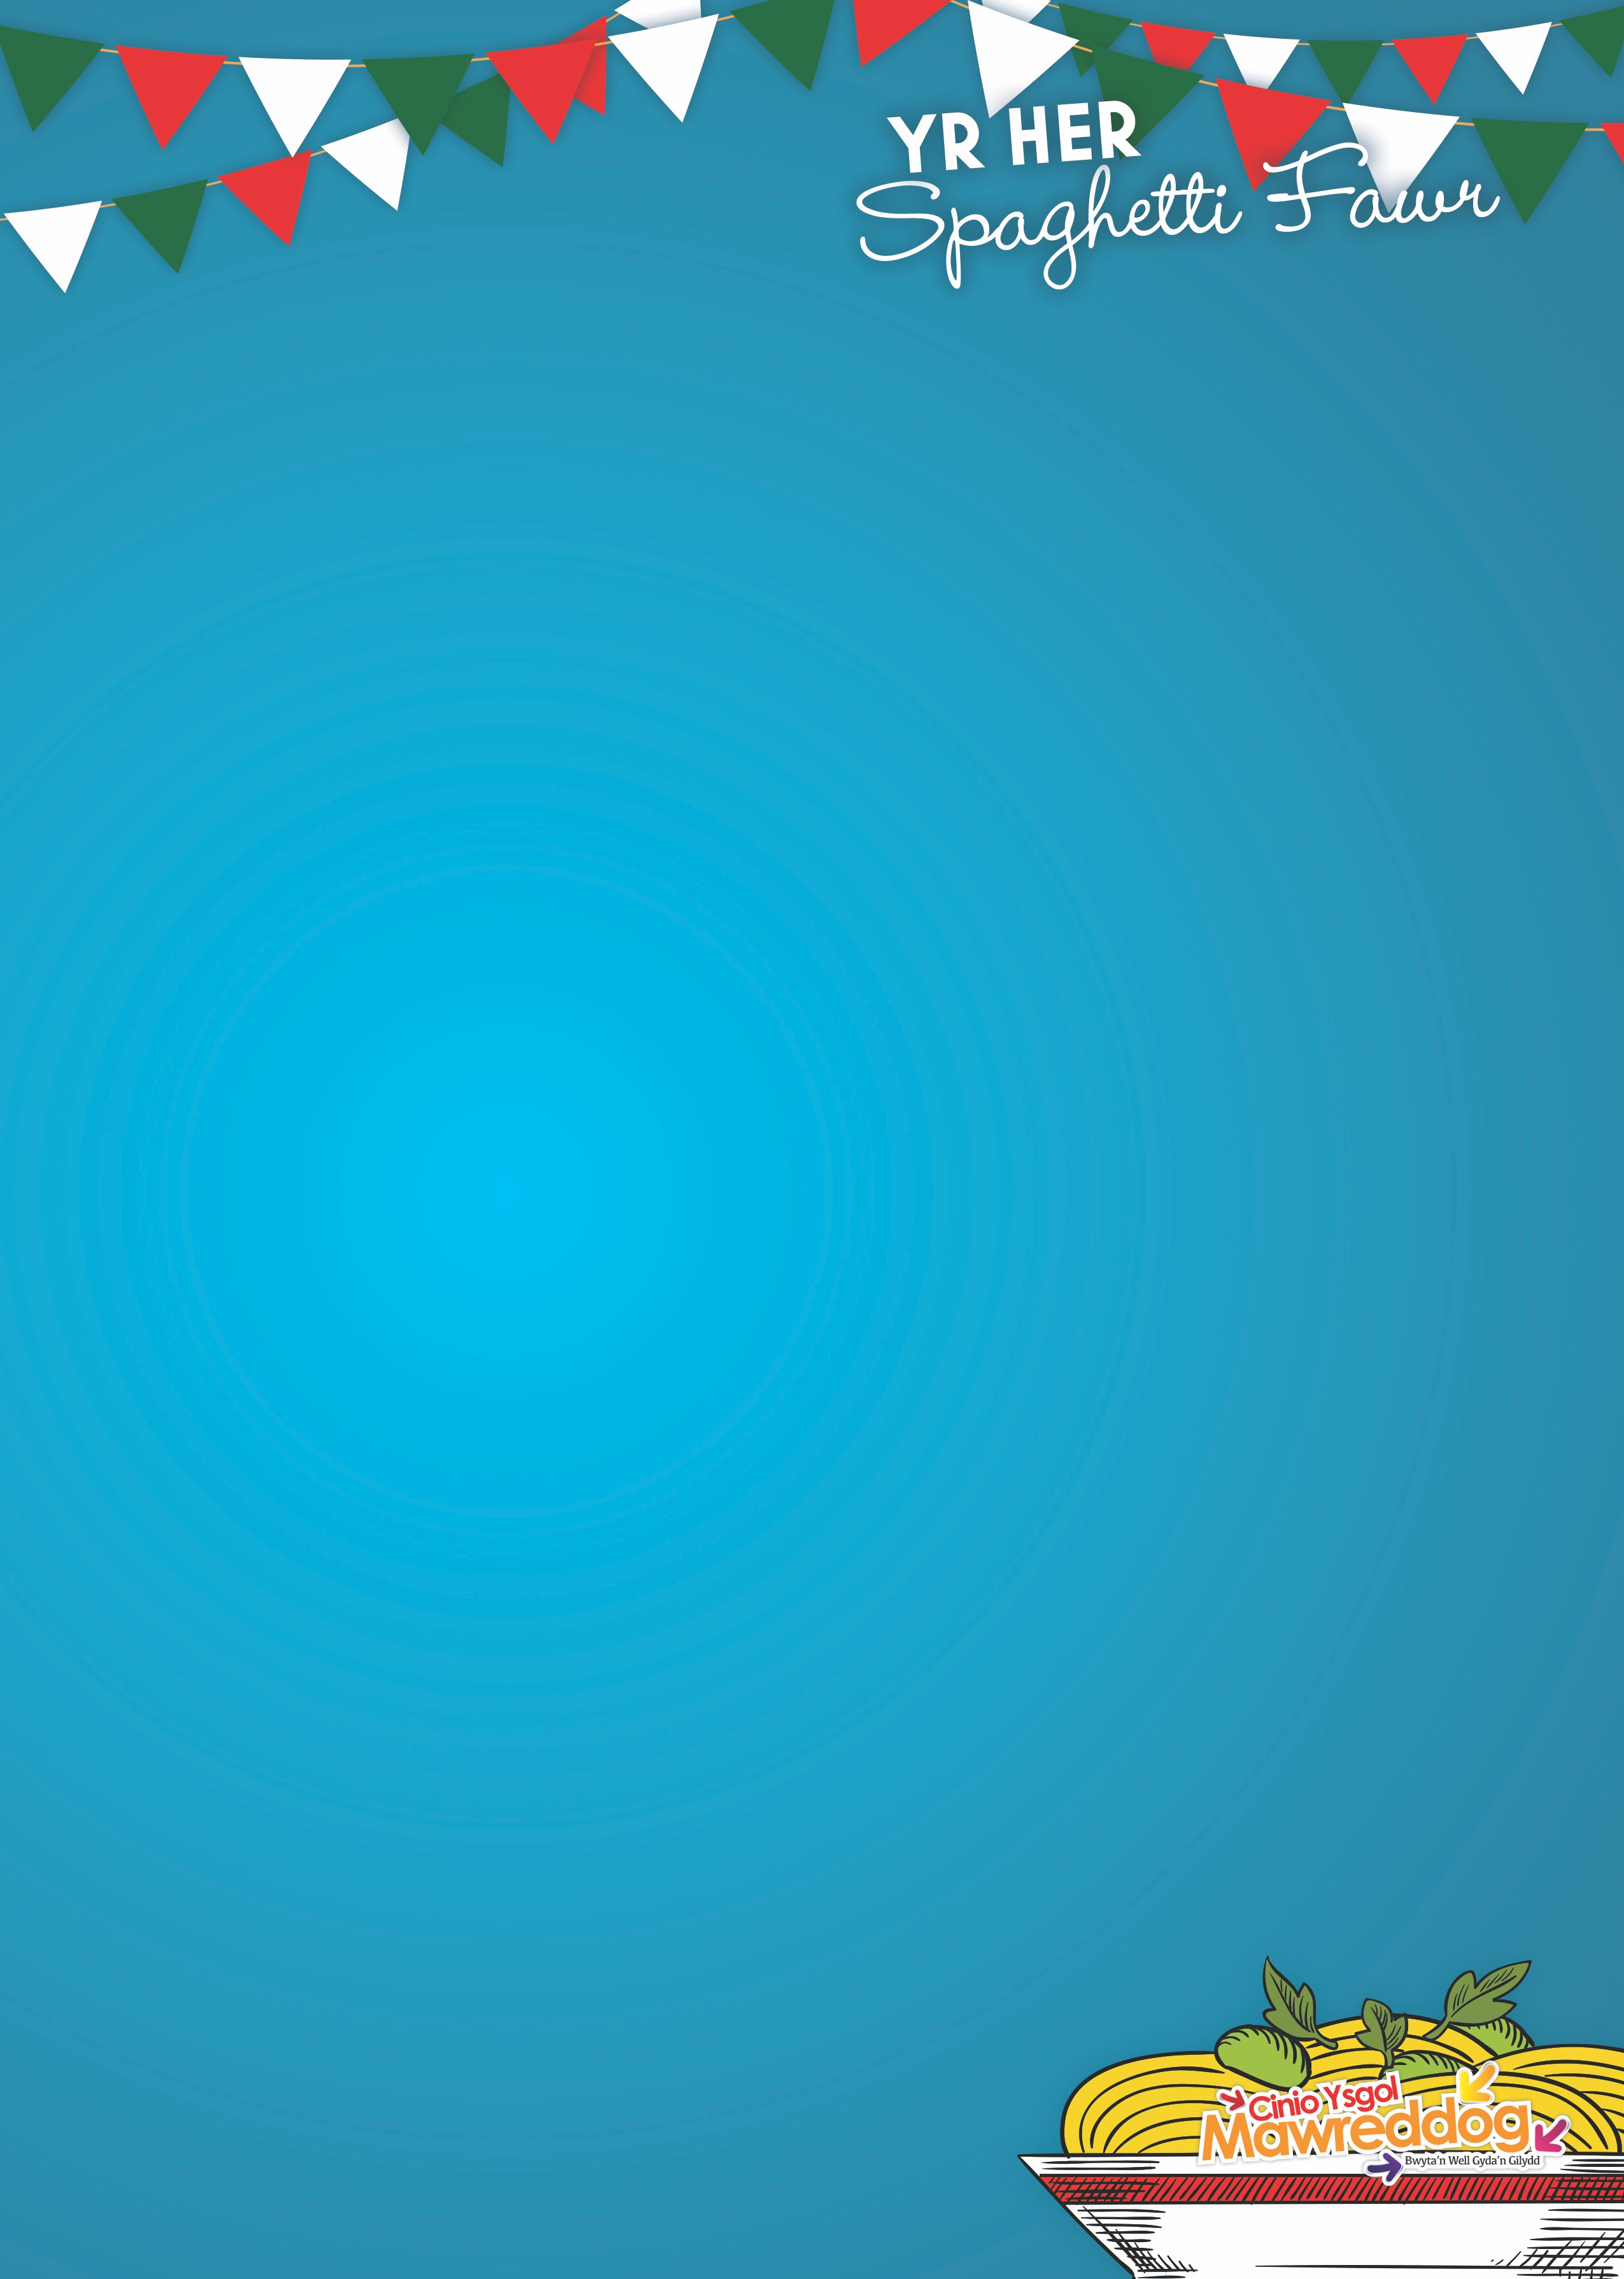 YR HER
Spaghetti Fawr
Cinio Ysgol
Mawreddog
Bwyta'n Well Gyda'n Gilydd